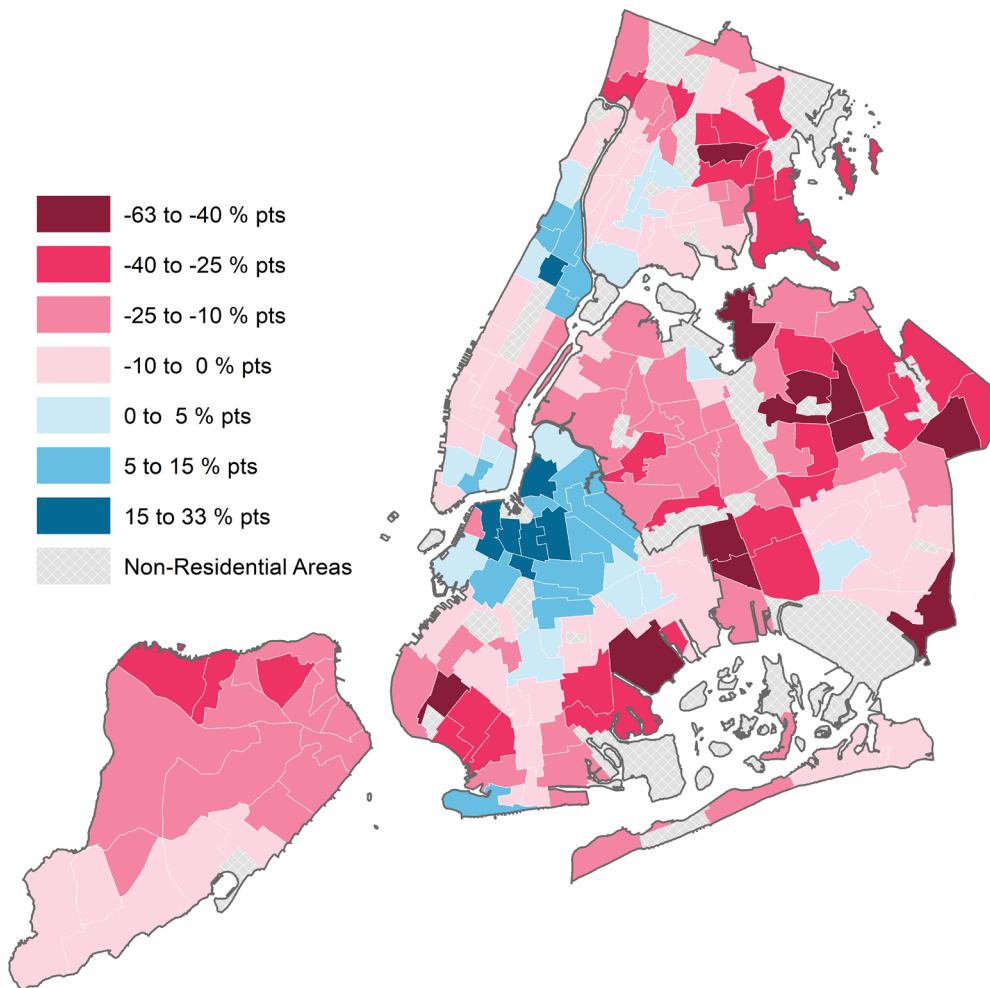 -63 to -40 % pts
-40 to -25 % pts
-25 to -10 % pts
-10 to  0 % pts
0 to  5 % pts
5 to 15 % pts
15 to 33 % pts
Non-Residential Areas